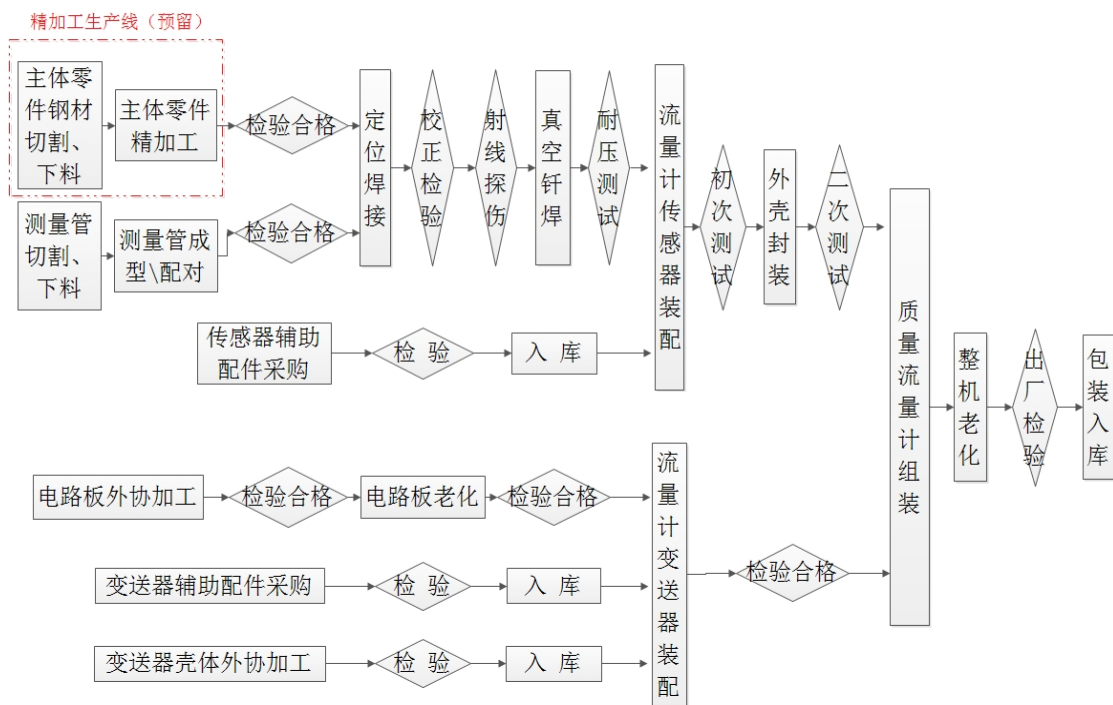 精加工生产线（预留）
主体零
件钢材
切割、
下料
主体零件
精加工
检验合格
测量管
切割、
下料
测量管成
型\配对
检验合格
定位焊接
校正检验
射线探伤
真空钎焊
耐压测试
流量计传感器装配
初次测试
外壳封装
二次测试
传感器辅助
配件采购
检 验
入 库
质量流量计组装
整机老化
出厂检验
包装入库
电路板外协加工
检验合格
电路板老化
检验合格
流量计变送器装配
检验合格
变送器辅助配件采购
检 验
入 库
变送器壳体外协加工
检 验
入 库